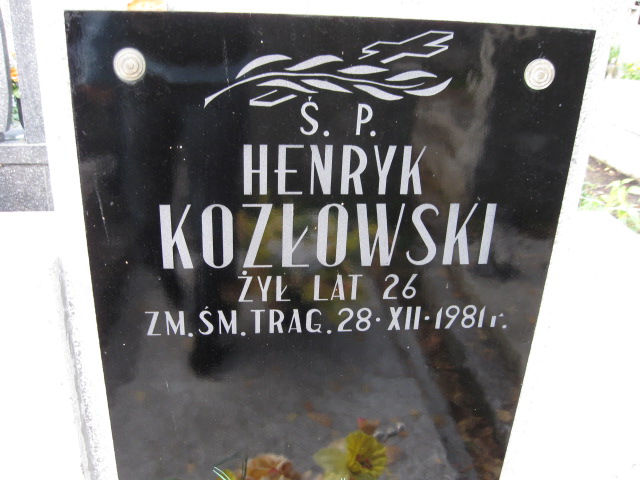 Ś. P.
HENRYK
KOZŁOWSKI
ŻYŁ LAT 26
ZM. ŚM. TRAG. 28·XII·1981r.